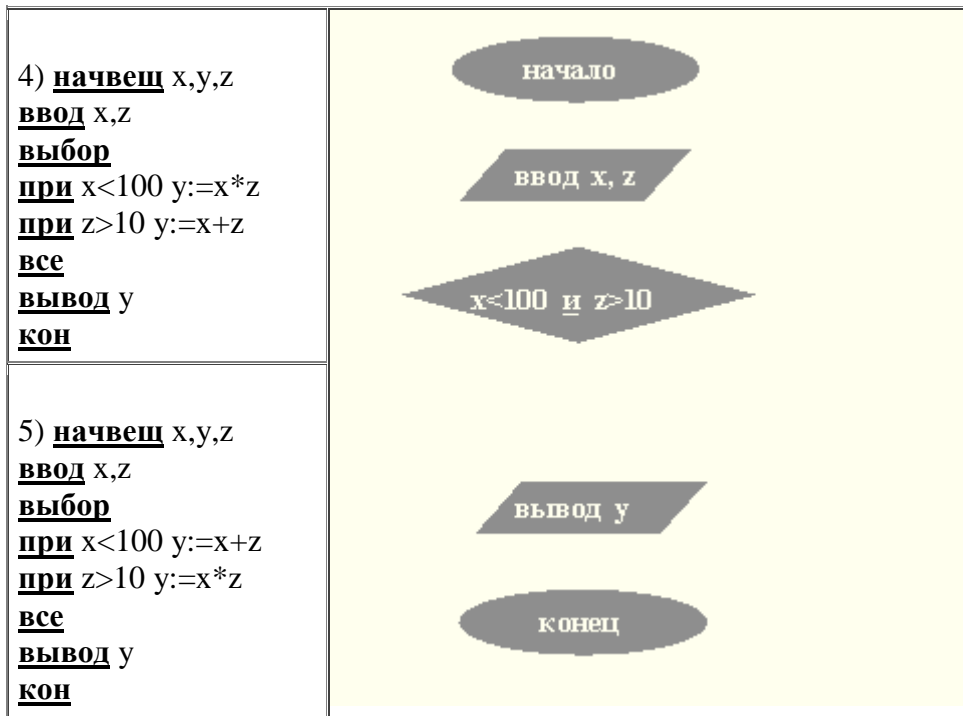 4) начвещ x,y,z
ввод x,z
выбор
при x<100 y:=x*z
при z>10 y:=x+z
все
вывод y
кон
5) начвещ x,y,z
ввод x,z
выбор
при x<100 y:=x+z
при z>10 y:=x*z
все
вывод y
кон
начало
ввод x, z
x<100 и z>10
вывод y
конец